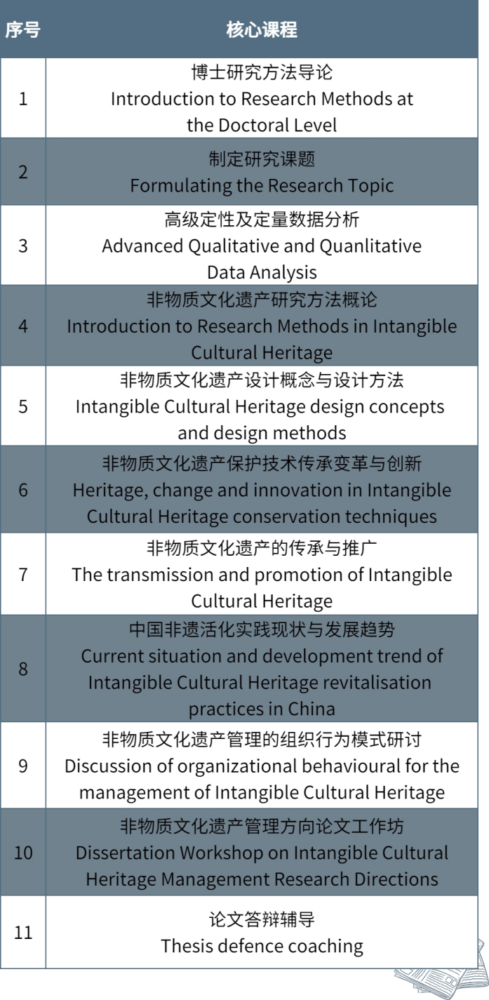 序号 核心课程
博士研究方法导论
1
Introduction to Research Methods at
the Doctoral Level
2
制定研究课题
Formulating the Research Topic
高级定性及定量数据分析
3
Advanced Qualitative and Quanlitative
Data Analysis
非物质文化遗产研究方法概论
4
Introduction to Research Methods in Intangible
Cultural Heritage
非物质文化遗产设计概念与设计方法
5
Intangible Cultural Heritage design concepts
and design methods
非物质文化遗产保护技术传承变革与创新
6
Heritage, change and innovation in Intangible
Cultural Heritage conservation techniques
非物质文化遗产的传承与推广
7
The transmission and promotion of Intangible
Cultural Heritage
中国非遗活化实践现状与发展趋势
8
Current situation and development trend of
Intangible Cultural Heritage revitalisation
practices in China
非物质文化遗产管理的组织行为模式研讨
9
Discussion of organizational behavioural for the
management of Intangible Cultural Heritage
非物质文化遗产管理方向论文工作坊
10
Dissertation Workshop on Intangible Cultural
Heritage Management Research Directions
11
论文答辩辅导
Thesis defence coaching